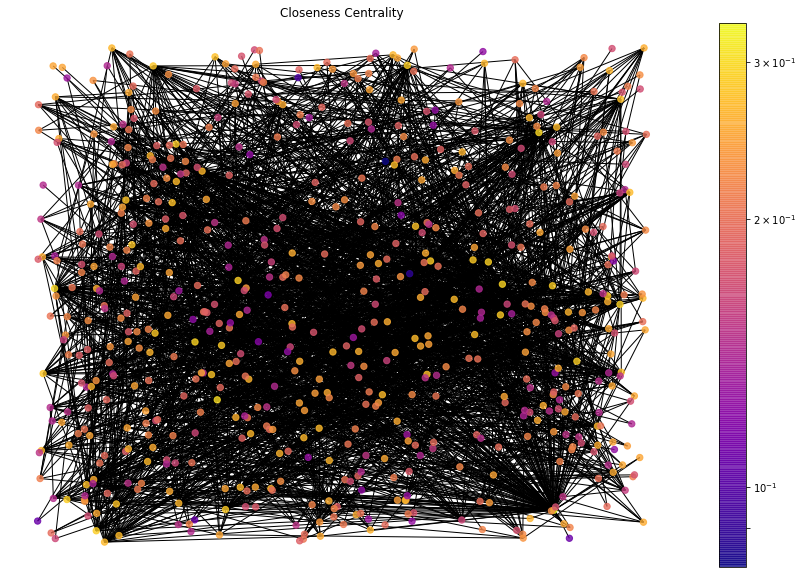 Closeness Centrality
3 × 10⁻¹
2 × 10⁻¹
10⁻¹